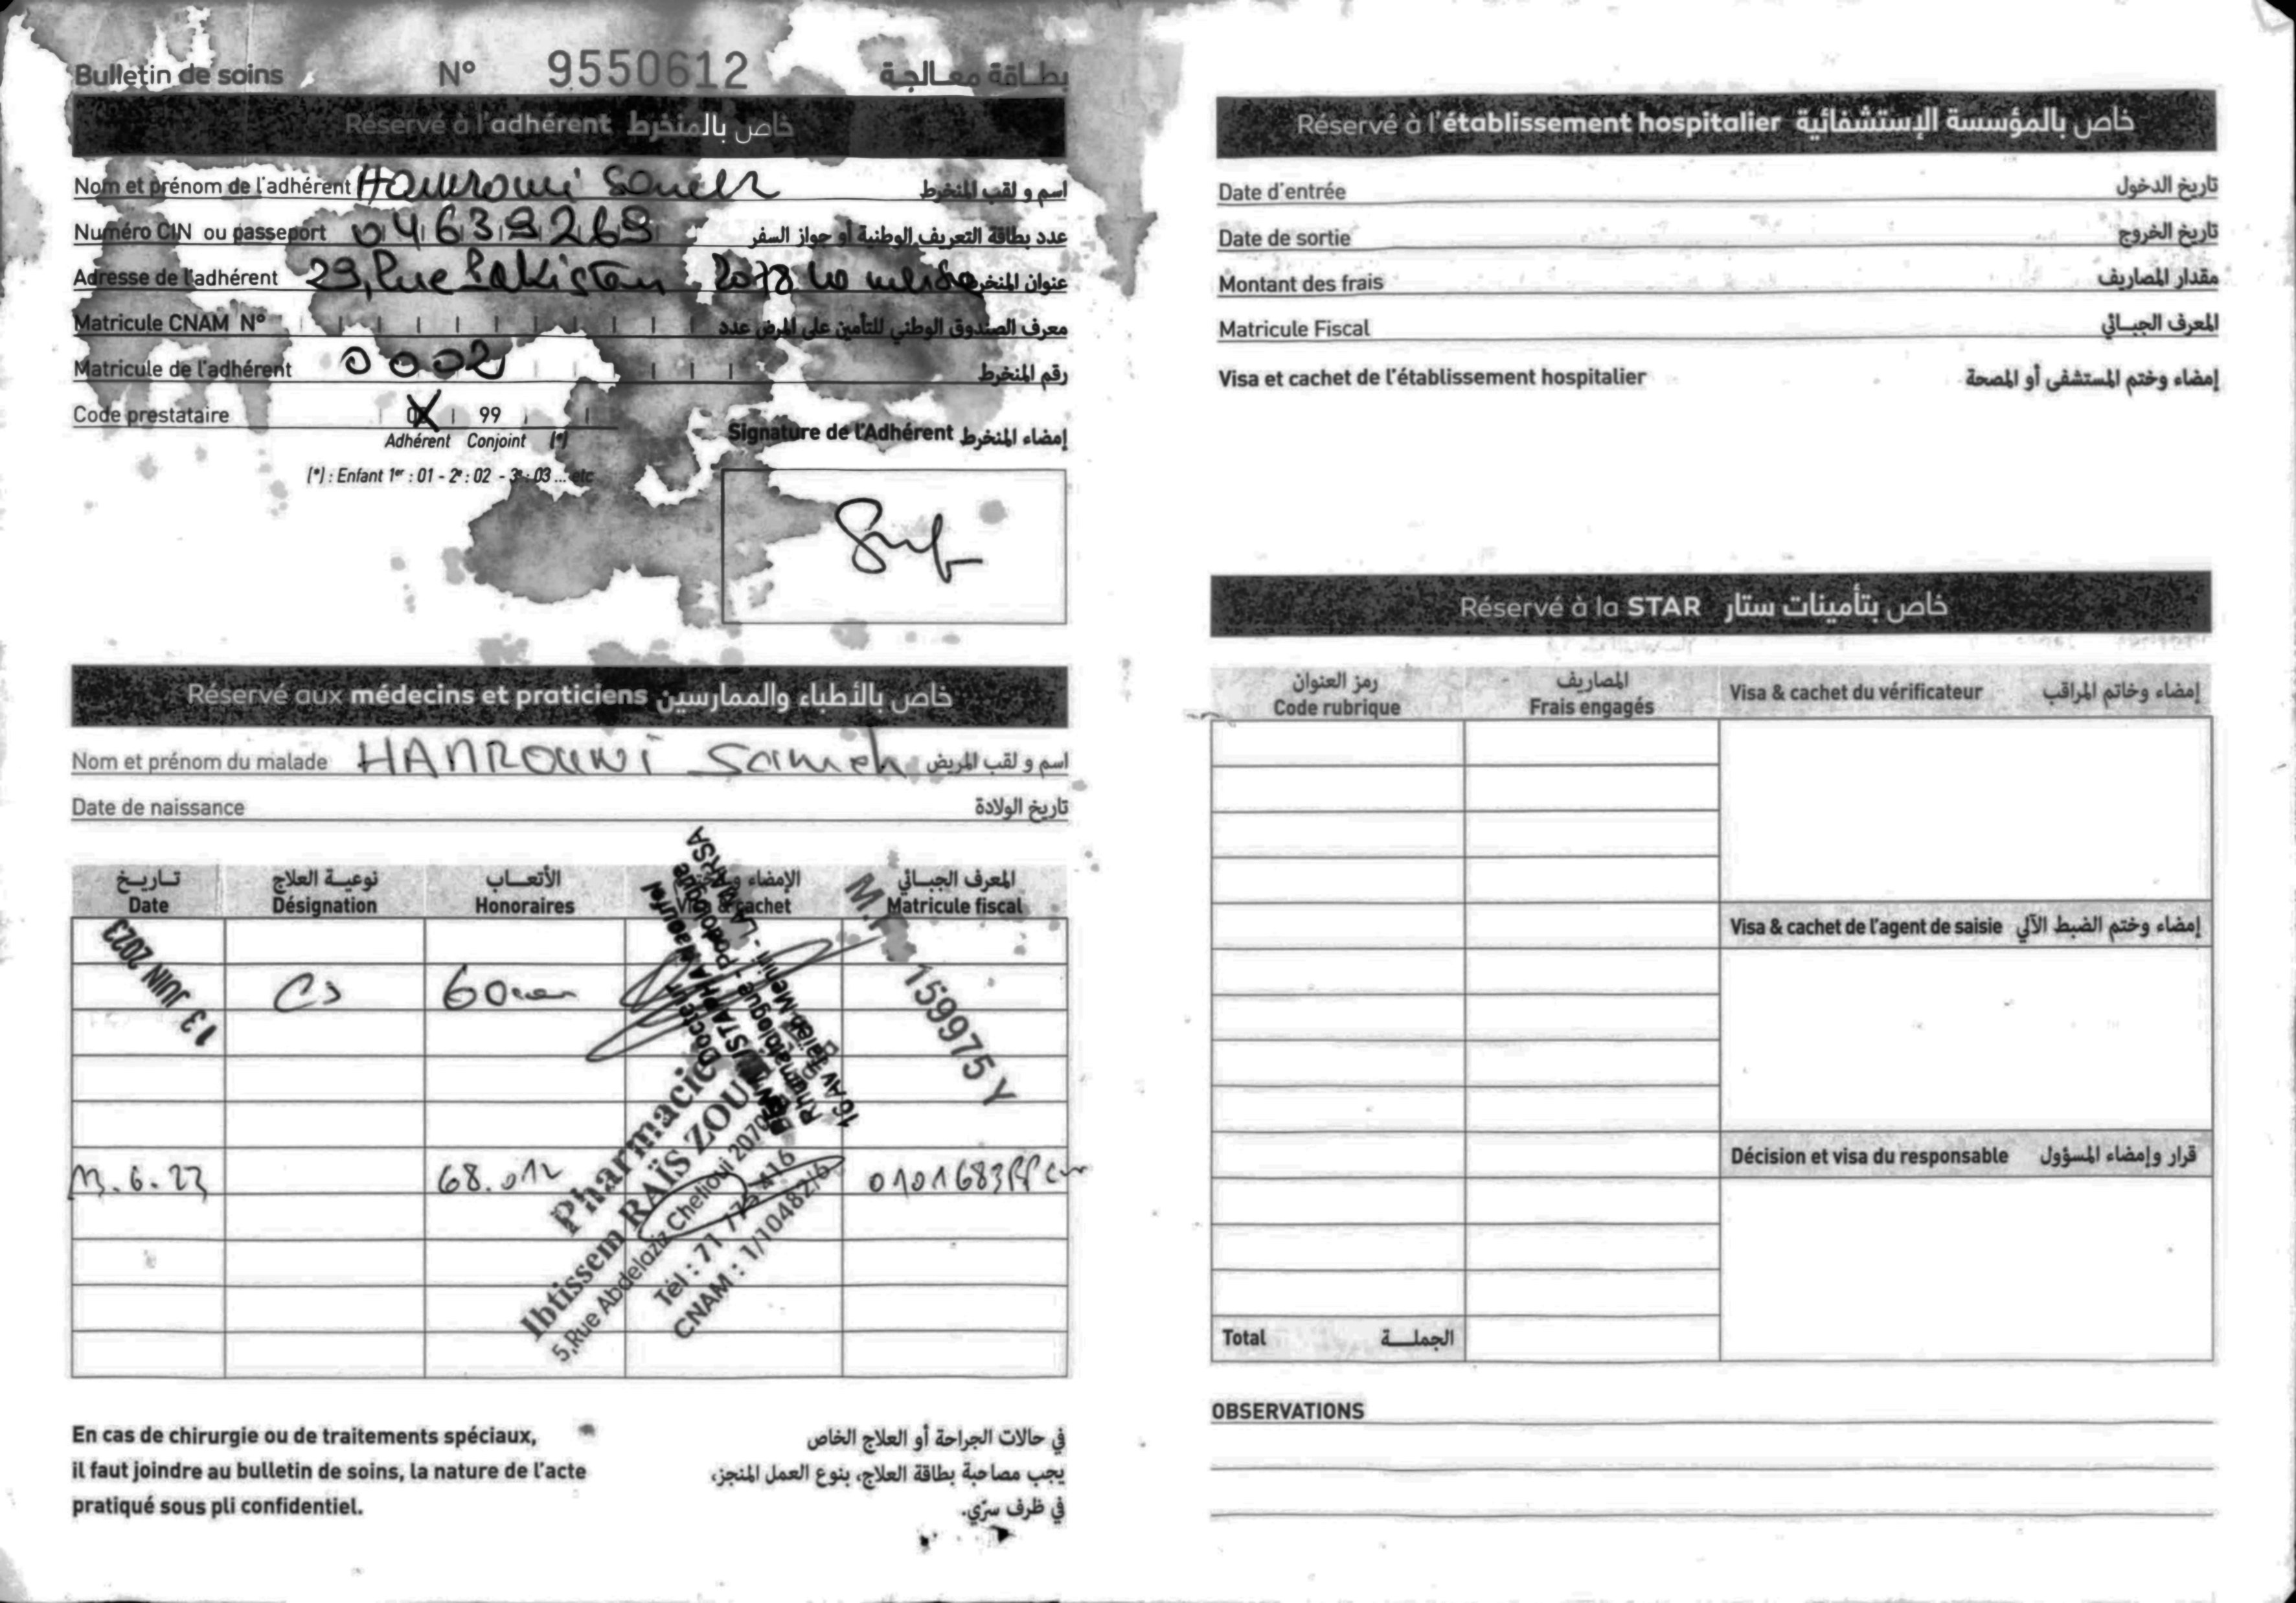 Bulletin de soins N° 9550612 بطاقة معالجة
Réservé à l'adhérent خاص بالمنخرط
Nom et prénom de l'adhérent Hamrouni Sameh اسم و لقب المنخرط
Numéro CIN ou passeport 04639269 عدد بطاقة التعريف الوطنية أو جواز السفر
Adresse de l'adhérent 29, Rue Pakistan 2078 عنوان المنخرط
Matricule CNAM N° معرف الصندوق الوطني للتأمين على المرض عدد
Matricule de l'adhérent 0002 رقم المنخرط
Code prestataire 99
Adhérent Conjoint (*)
(*) : Enfant 1er : 01 - 2e : 02 - 3e : 03 ... etc
Signature de l'Adhérent إمضاء المنخرط
Réservé aux médecins et praticiens خاص بالأطباء والممارسين
Nom et prénom du malade HAMROUNI Sameh اسم و لقب المريض
Date de naissance تاريخ الولادة
تاريخ نوعية العلاج الأتعاب الإمضاء المعرف الجبائي
Date Désignation Honoraires Visa & cachet Matricule fiscal
13 JUIN 2023 Cs 60
Docteur
Rhumatologue - Podologue
LA MARSA
159975 Y
13.6.23 68.012 0101683
Pharmacie
Ibtissem RAÏS ZOU
5, Rue Abdelaziz Chelioui 2070
Tél : 71 775 416
CNAM : 1/10482/6
En cas de chirurgie ou de traitements spéciaux,
il faut joindre au bulletin de soins, la nature de l'acte
pratiqué sous pli confidentiel.
في حالات الجراحة أو العلاج الخاص
يجب مصاحبة بطاقة العلاج، بنوع العمل المنجز،
في ظرف سرّي.
Réservé à l'établissement hospitalier خاص بالمؤسسة الإستشفائية
Date d'entrée تاريخ الدخول
Date de sortie تاريخ الخروج
Montant des frais مقدار المصاريف
Matricule Fiscal المعرف الجبائي
Visa et cachet de l'établissement hospitalier إمضاء وختم المستشفى أو المصحة
Réservé à la STAR خاص بتأمينات ستار
رمز العنوان المصاريف
Code rubrique Frais engagés
Visa & cachet du vérificateur إمضاء وخاتم المراقب
Visa & cachet de l'agent de saisie إمضاء وختم الضبط الآلي
Décision et visa du responsable قرار وإمضاء المسؤول
Total الجملة
OBSERVATIONS